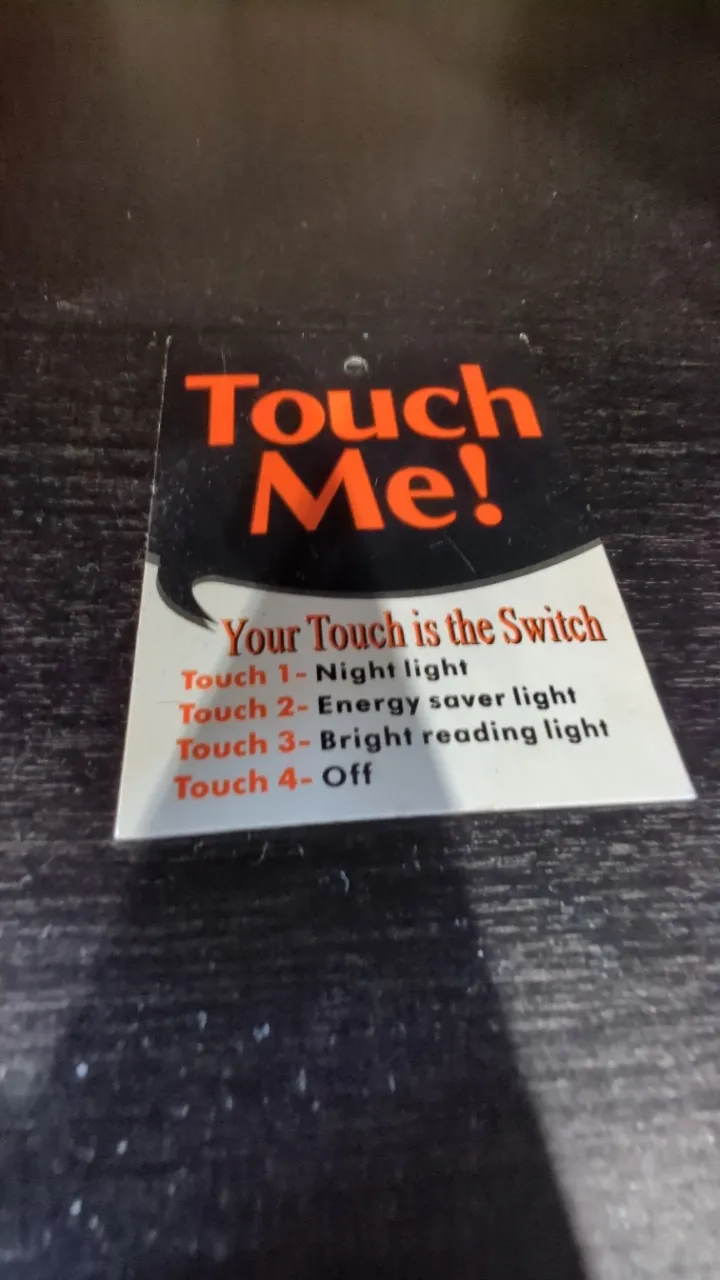 Touch
Me!
Your Touch is the Switch
Touch 1- Night light
Touch 2- Energy saver light
Touch 3- Bright reading light
Touch 4- Off